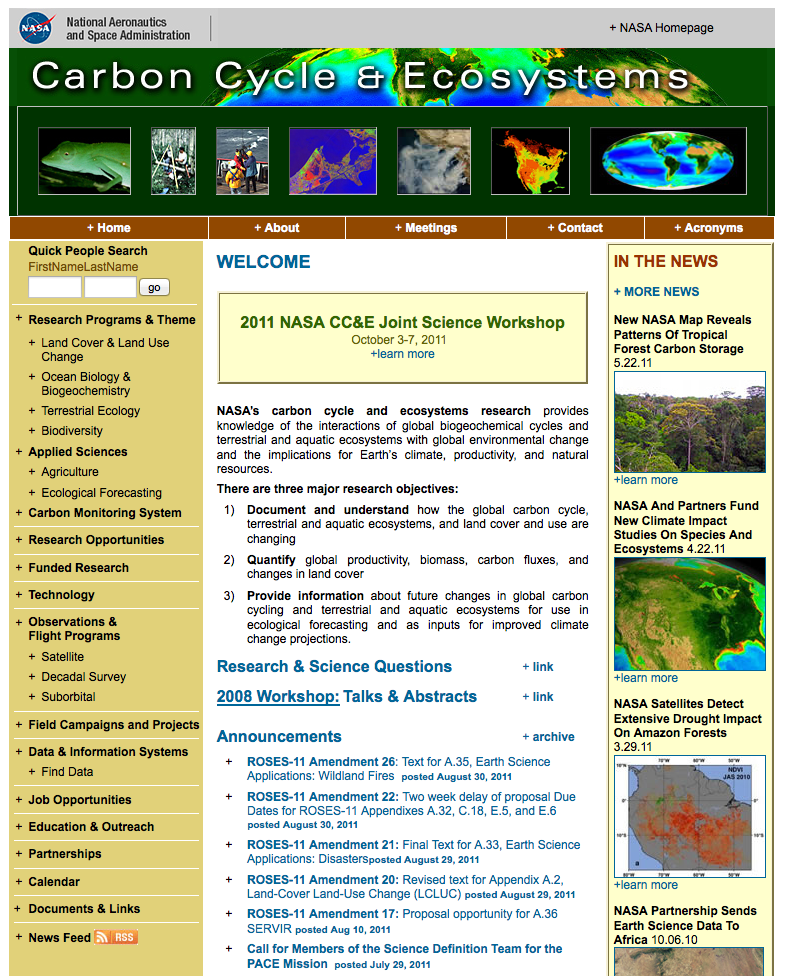 NASA
National Aeronautics
and Space Administration
+ NASA Homepage
Carbon Cycle & Ecosystems
+ Home
+ About
+ Meetings
+ Contact
+ Acronyms
Quick People Search
FirstNameLastName
go
+ Research Programs & Theme
+ Land Cover & Land Use
Change
+ Ocean Biology &
Biogeochemistry
+ Terrestrial Ecology
+ Biodiversity
+ Applied Sciences
+ Agriculture
+ Ecological Forecasting
+ Carbon Monitoring System
+ Research Opportunities
+ Funded Research
+ Technology
+ Observations &
Flight Programs
+ Satellite
+ Decadal Survey
+ Suborbital
+ Field Campaigns and Projects
+ Data & Information Systems
+ Find Data
+ Job Opportunities
+ Education & Outreach
+ Partnerships
+ Calendar
+ Documents & Links
+ News Feed RSS
WELCOME
2011 NASA CC&E Joint Science Workshop
October 3-7, 2011
+learn more
NASA's carbon cycle and ecosystems research provides
knowledge of the interactions of global biogeochemical cycles and
terrestrial and aquatic ecosystems with global environmental change
and the implications for Earth's climate, productivity, and natural
resources.
There are three major research objectives:
1) Document and understand how the global carbon cycle,
terrestrial and aquatic ecosystems, and land cover and use are
changing
2) Quantify global productivity, biomass, carbon fluxes, and
changes in land cover
3) Provide information about future changes in global carbon
cycling and terrestrial and aquatic ecosystems for use in
ecological forecasting and as inputs for improved climate
change projections.
Research & Science Questions + link
2008 Workshop: Talks & Abstracts + link
Announcements + archive
+ ROSES-11 Amendment 26: Text for A.35, Earth Science
Applications: Wildland Fires posted August 30, 2011
+ ROSES-11 Amendment 22: Two week delay of proposal Due
Dates for ROSES-11 Appendixes A.32, C.18, E.5, and E.6
posted August 30, 2011
+ ROSES-11 Amendment 21: Final Text for A.33, Earth Science
Applications: Disastersposted August 29, 2011
+ ROSES-11 Amendment 20: Revised text for Appendix A.2,
Land-Cover Land-Use Change (LCLUC) posted August 29, 2011
+ ROSES-11 Amendment 17: Proposal opportunity for A.36
SERVIR posted Aug 10, 2011
+ Call for Members of the Science Definition Team for the
PACE Mission posted July 29, 2011
IN THE NEWS
+ MORE NEWS
New NASA Map Reveals
Patterns Of Tropical
Forest Carbon Storage
5.22.11
+learn more
NASA And Partners Fund
New Climate Impact
Studies On Species And
Ecosystems 4.22.11
+learn more
NASA Satellites Detect
Extensive Drought Impact
On Amazon Forests
3.29.11
70°W 60°W 50°W
NDVI
JAS 2010
a
+learn more
NASA Partnership Sends
Earth Science Data To
Africa 10.06.10